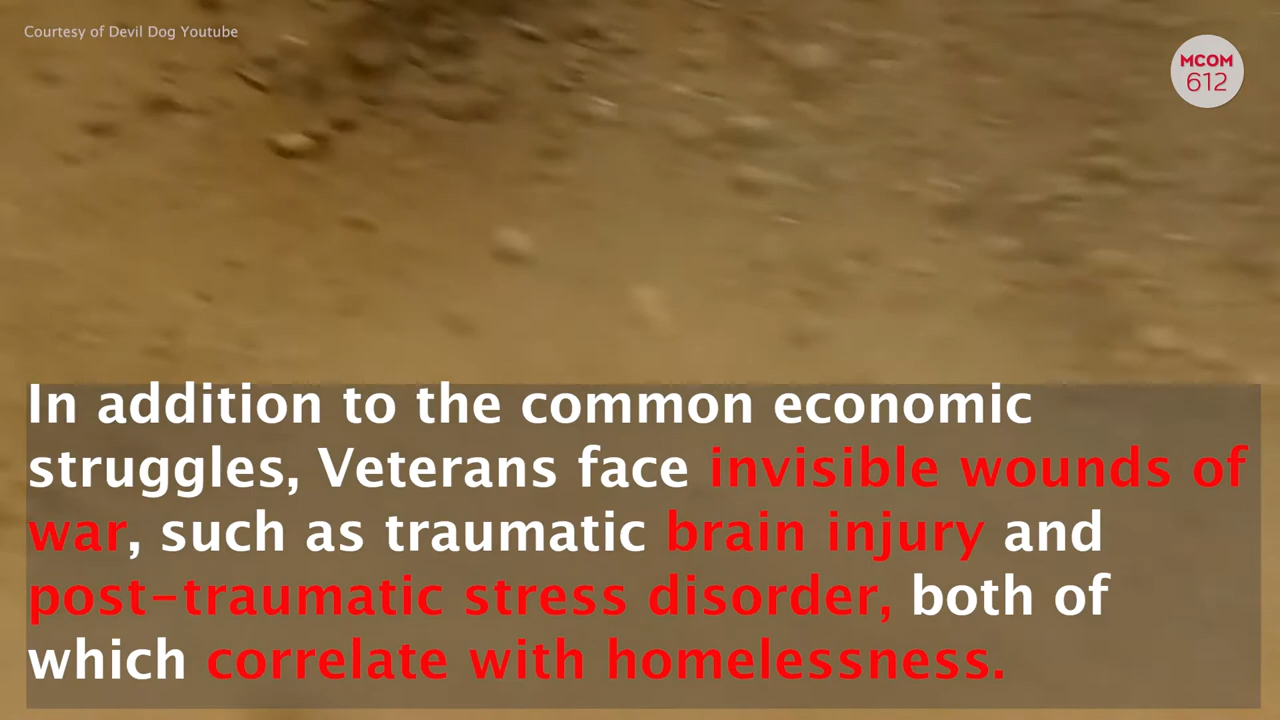 Courtesy of Devil Dog Youtube
MCOM
612
In addition to the common economic
struggles, Veterans face invisible wounds of
war, such as traumatic brain injury and
post-traumatic stress disorder, both of
which correlate with homelessness.